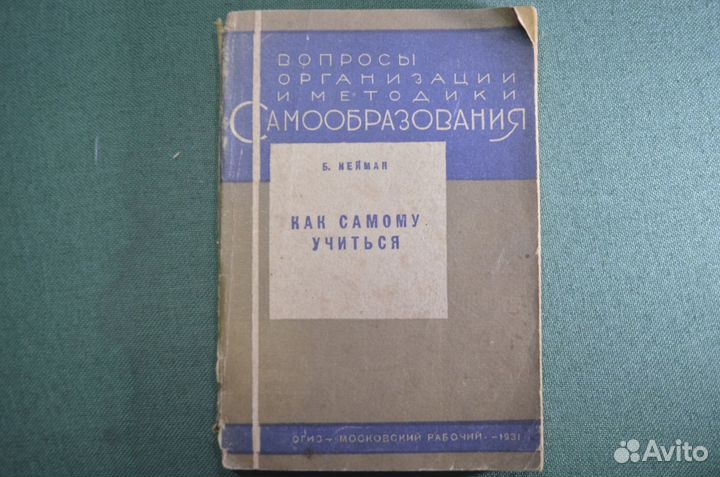 ВОПРОСЫ
ОРГАНИЗАЦИИ
И МЕТОДИКИ
САМООБРАЗОВАНИЯ
Б. НЕЙМАН
КАК САМОМУ
УЧИТЬСЯ
ОГИЗ – МОСКОВСКИЙ РАБОЧИЙ – 1931
Avito